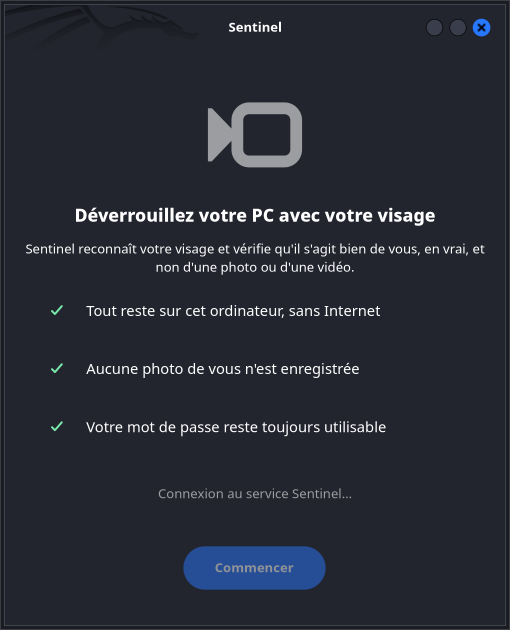 Sentinel
Déverrouillez votre PC avec votre visage
Sentinel reconnaît votre visage et vérifie qu'il s'agit bien de vous, en vrai, et
non d'une photo ou d'une vidéo.
Tout reste sur cet ordinateur, sans Internet
Aucune photo de vous n'est enregistrée
Votre mot de passe reste toujours utilisable
Connexion au service Sentinel…
Commencer